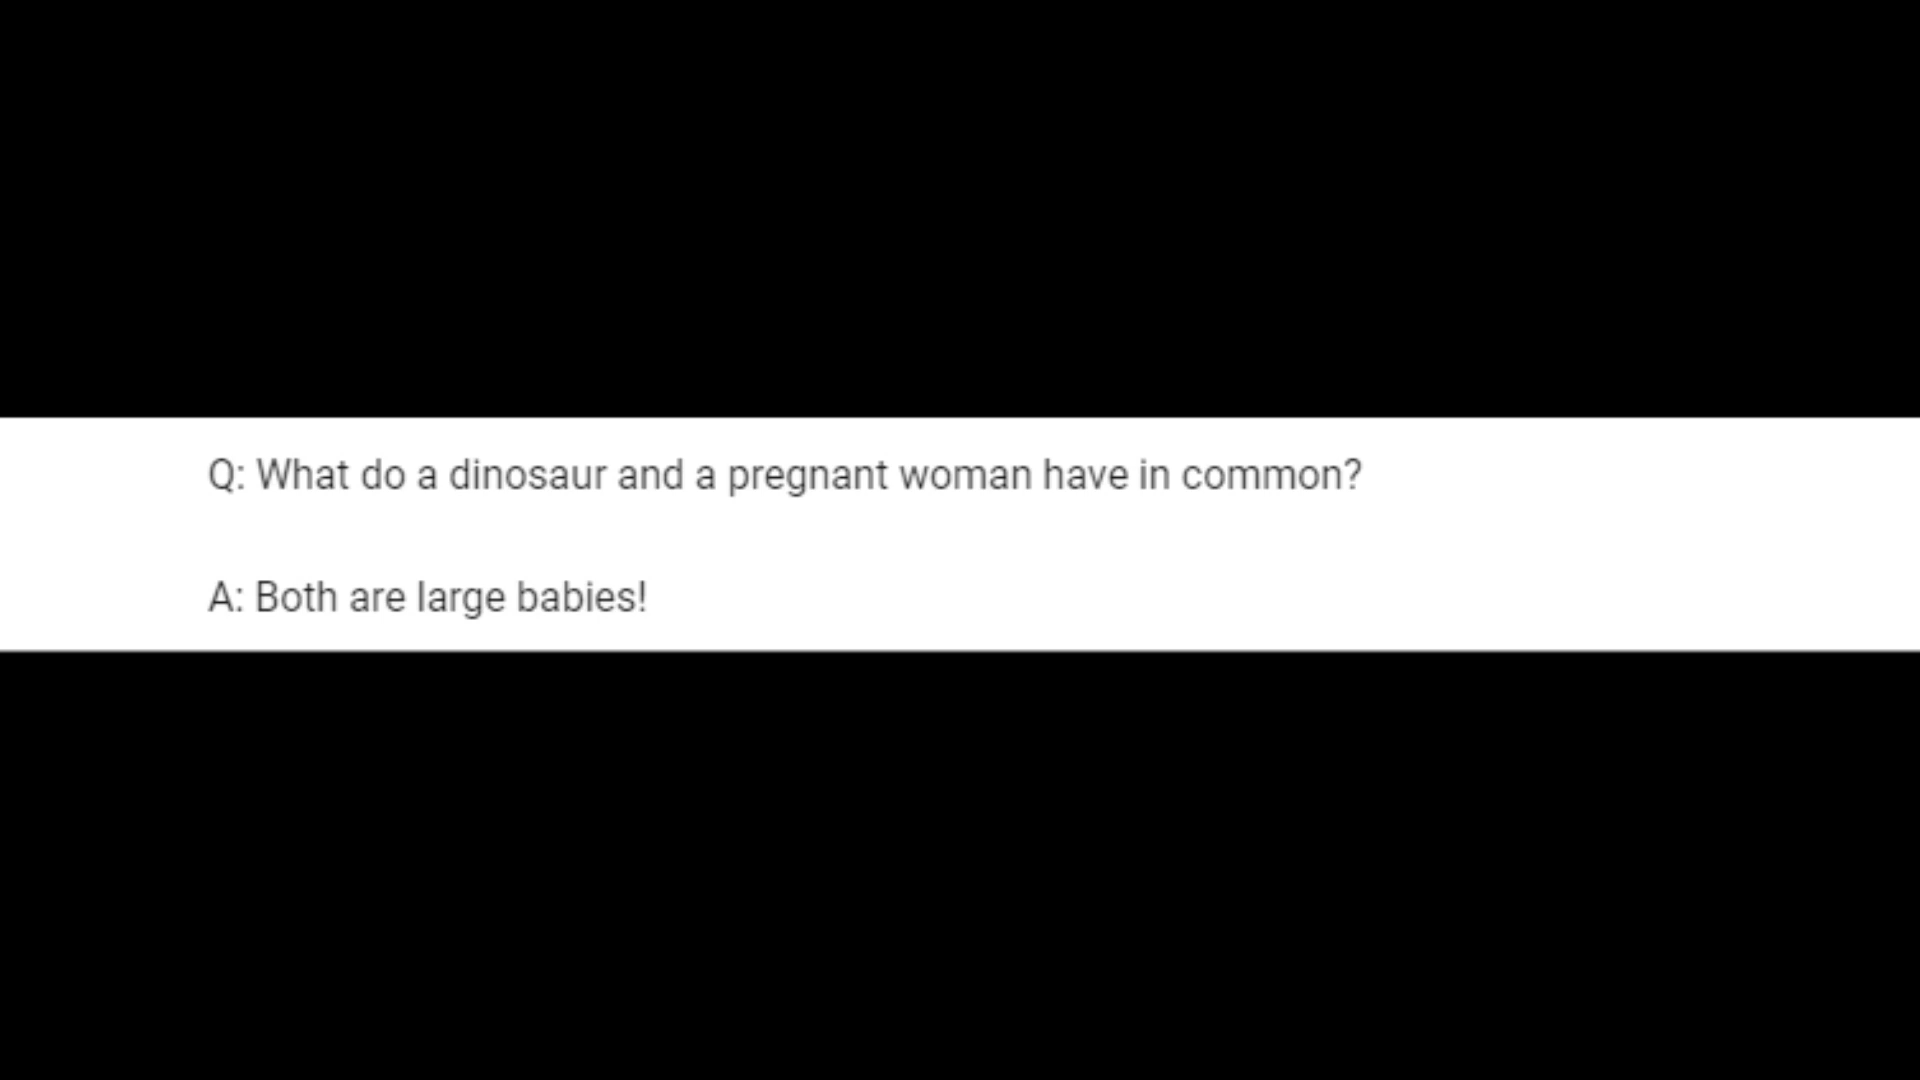 Q: What do a dinosaur and a pregnant woman have in common?
A: Both are large babies!